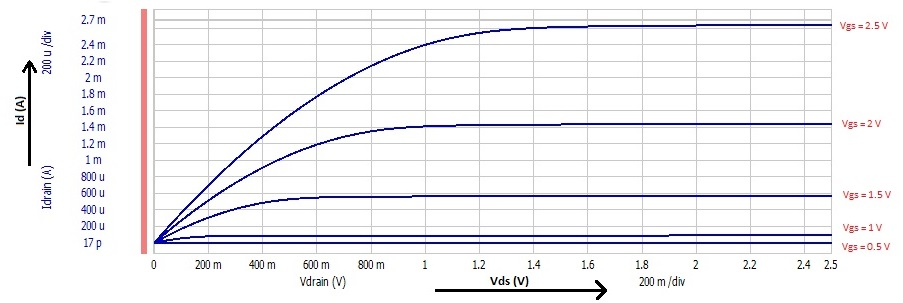 2.7 m
2.4 m
2.2 m
2 m
1.8 m
1.6 m
1.4 m
1.2 m
1 m
800 u
600 u
400 u
200 u
17 p
200 u /div
Id (A)
Idrain (A)
Vgs = 2.5 V
Vgs = 2 V
Vgs = 1.5 V
Vgs = 1 V
Vgs = 0.5 V
0 200 m 400 m 600 m 800 m 1 1.2 1.4 1.6 1.8 2 2.2 2.4 2.5
Vdrain (V) Vds (V) 200 m /div